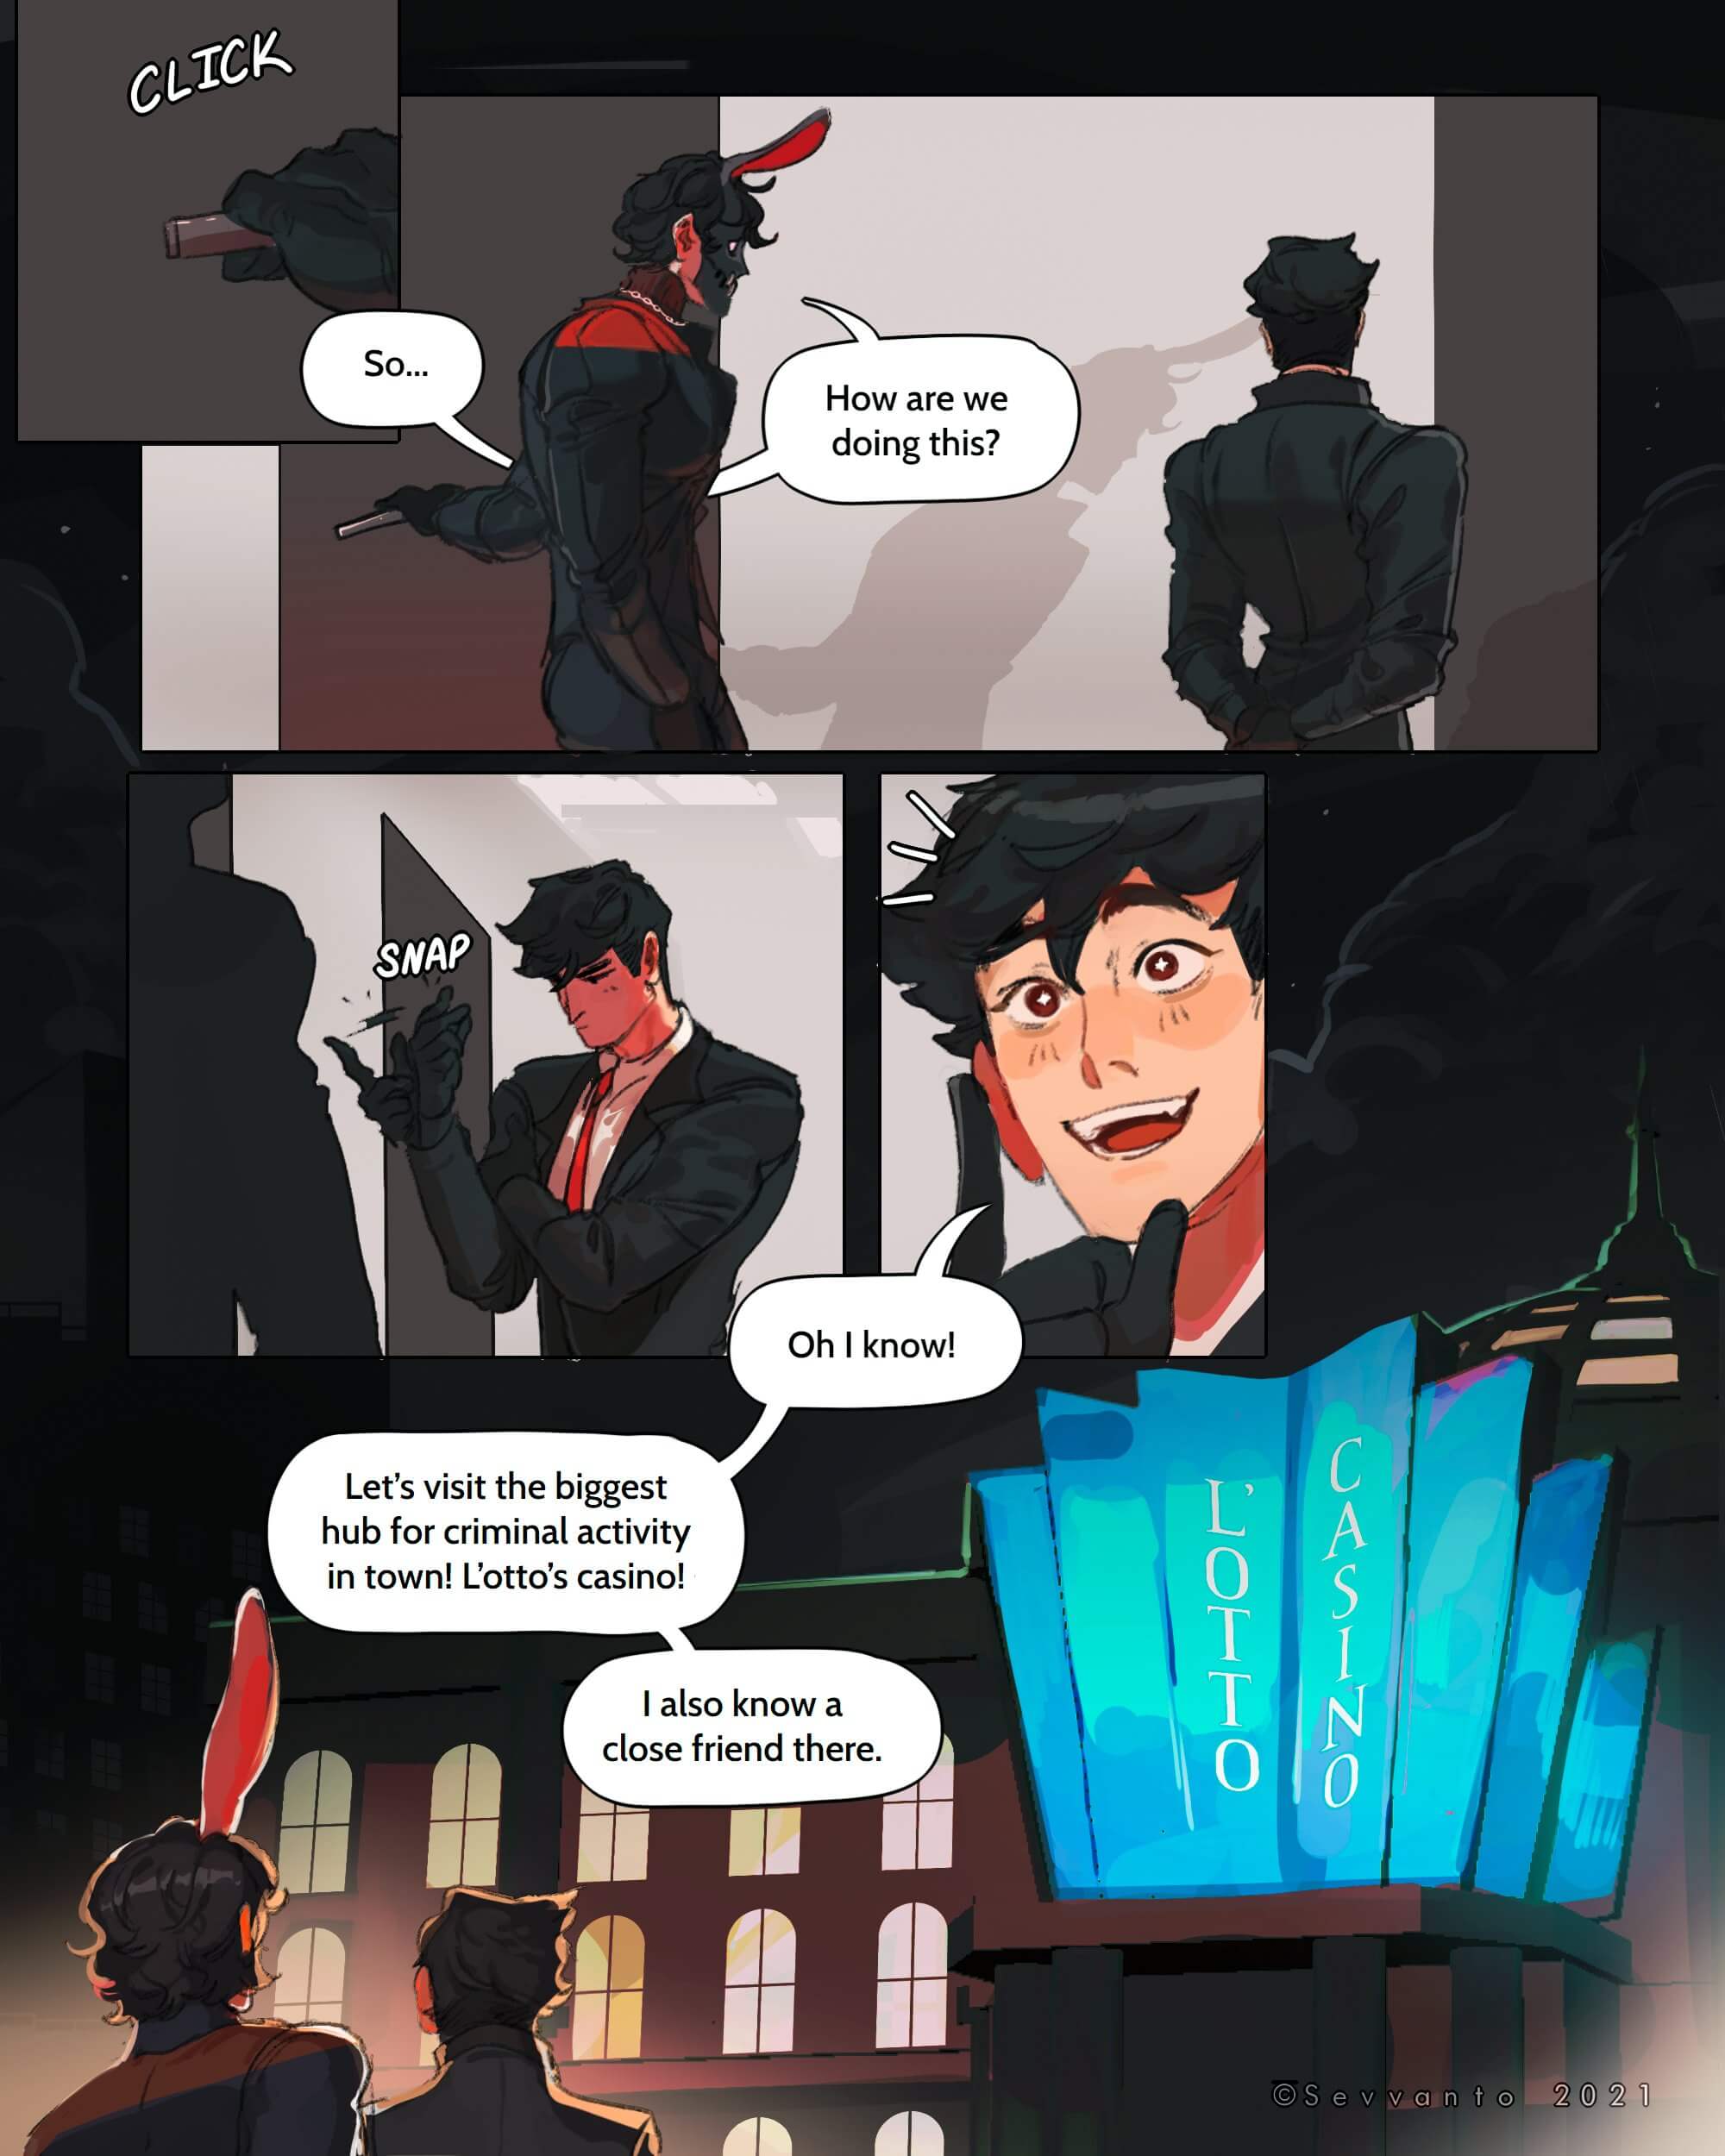 CLICK
So...
How are we
doing this?
SNAP
Oh I know!
Let's visit the biggest
hub for criminal activity
in town! L'otto's casino!
I also know a
close friend there.
L'OTTO
CASINO
©Sevvanto 2021